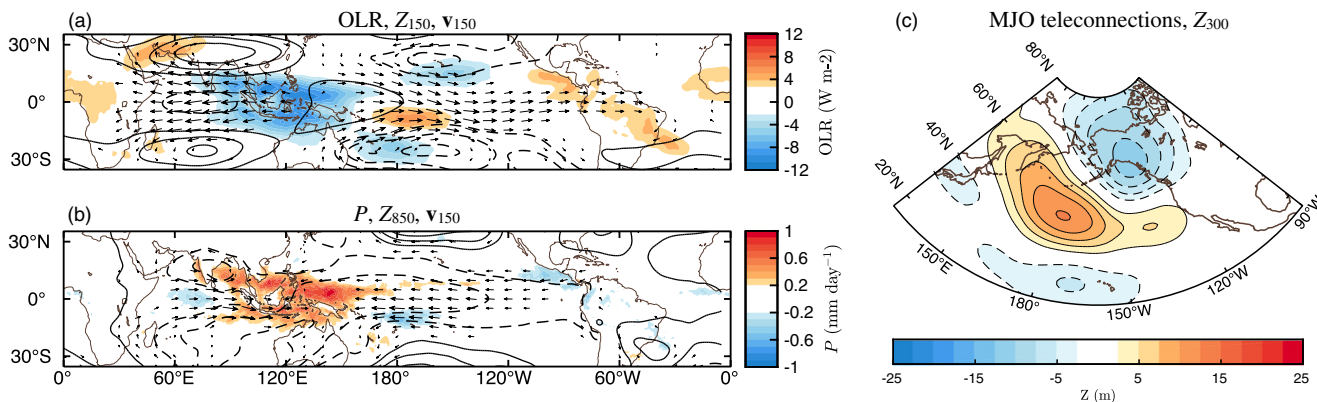 (a) OLR, Z150, v150
30°N
0°
30°S
12
8
4
0
-4
-8
-12
OLR (W m-2)
(b) P, Z850, v150
30°N
0°
30°S
0°
60°E
120°E
180°
120°W
60°W
0°
1
0.6
0.2
-0.2
-0.6
-1
P (mm day−1)
(c) MJO teleconnections, Z300
80°N
60°N
40°N
20°N
150°E
180°
150°W
120°W
90°W
-25
-15
-5
5
15
25
Z (m)